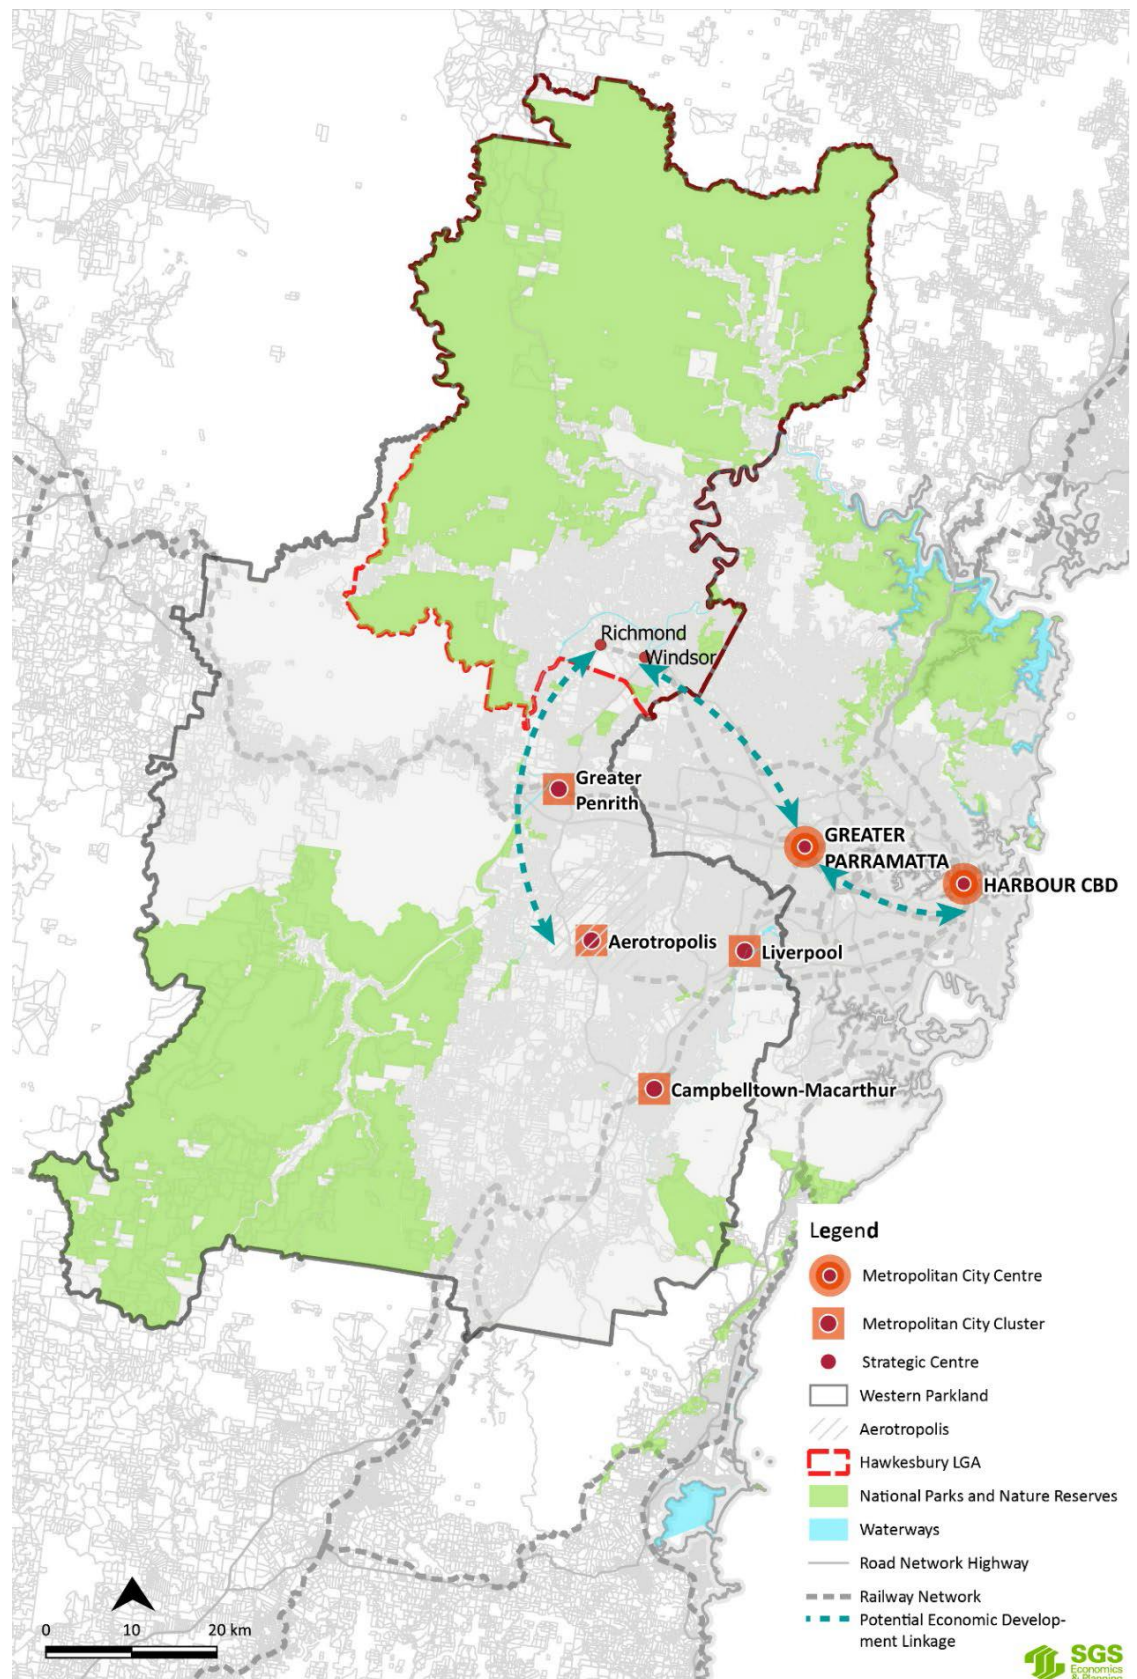 Richmond
Windsor
Greater
Penrith
GREATER
PARRAMATTA
HARBOUR CBD
Aerotropolis
Liverpool
Campbelltown-Macarthur
Legend
Metropolitan City Centre
Metropolitan City Cluster
Strategic Centre
Western Parkland
Aerotropolis
Hawkesbury LGA
National Parks and Nature Reserves
Waterways
Road Network Highway
Railway Network
Potential Economic Develop-
ment Linkage
0 10 20 km
SGS
Economics
& Planning